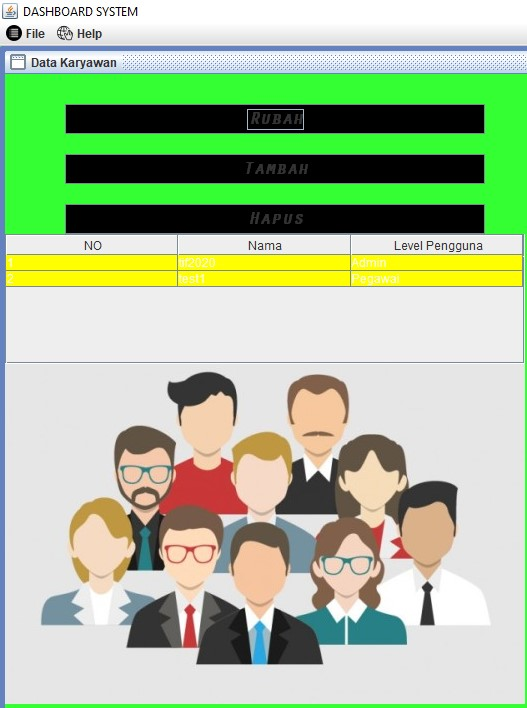 DASHBOARD SYSTEM
File Help
Data Karyawan
RUBAH
TAMBAH
HAPUS
NO Nama Level Pengguna
1 Admin
2 test1 Pegawai